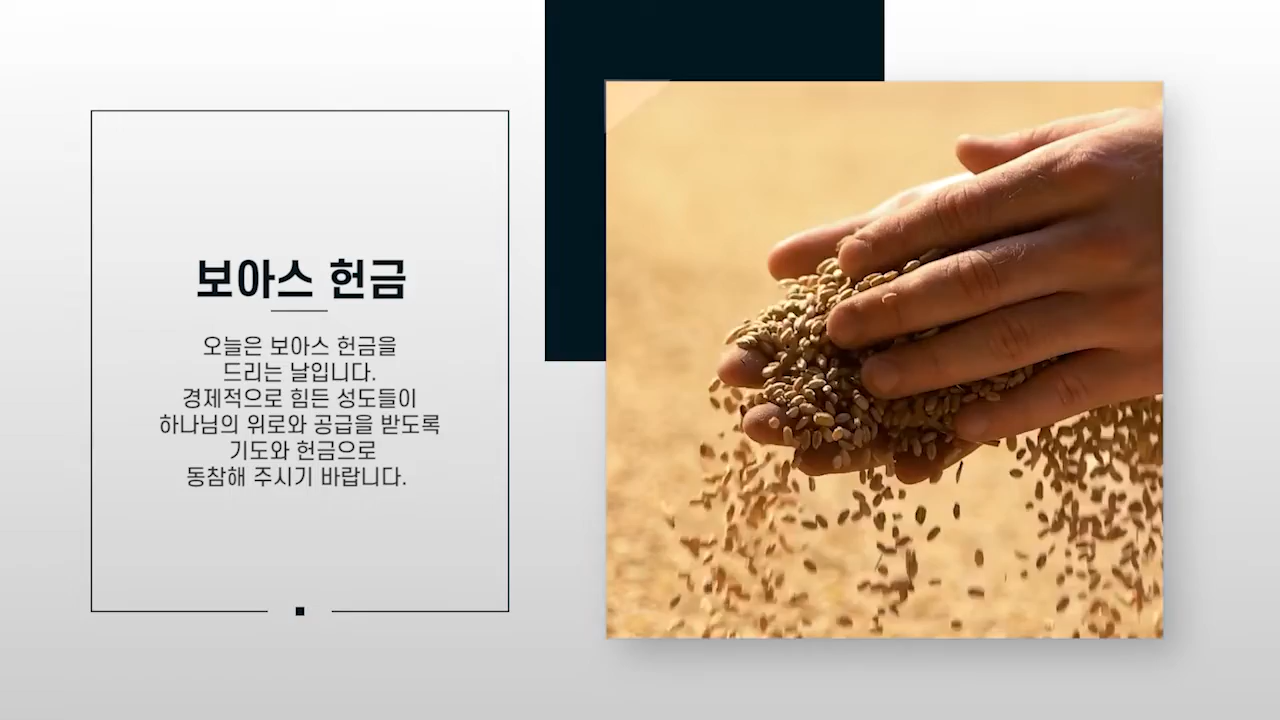 보아스 헌금
오늘은 보아스 헌금을
드리는 날입니다.
경제적으로 힘든 성도들이
하나님의 위로와 공급을 받도록
기도와 헌금으로
동참해 주시기 바랍니다.